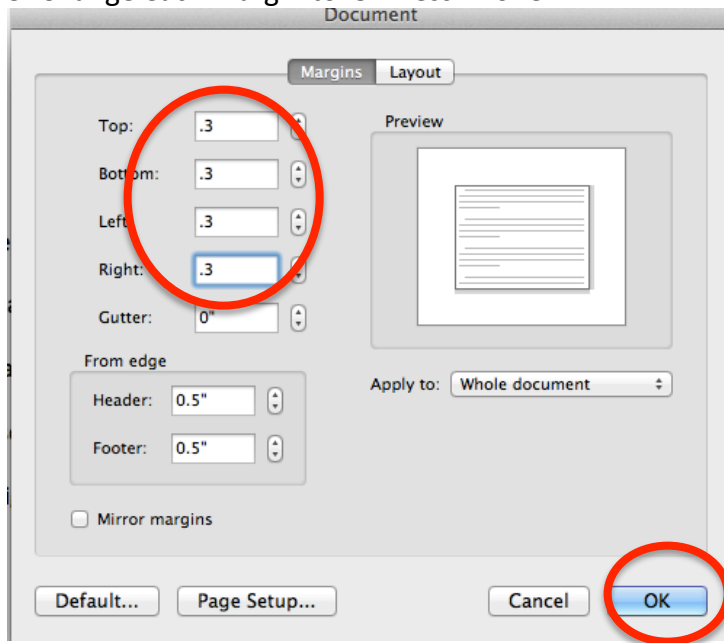 Document
Margins Layout
Top: .3 Preview
Bottom: .3
Left: .3
Right: .3
Gutter: 0"
From edge
Apply to: Whole document
Header: 0.5"
Footer: 0.5"
Mirror margins
Default... Page Setup... Cancel OK